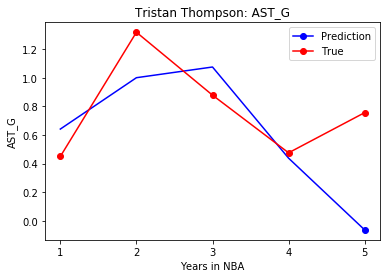 Tristan Thompson: AST_G
Prediction
True
AST_G
1.2
1.0
0.8
0.6
0.4
0.2
0.0
1 2 3 4 5
Years in NBA